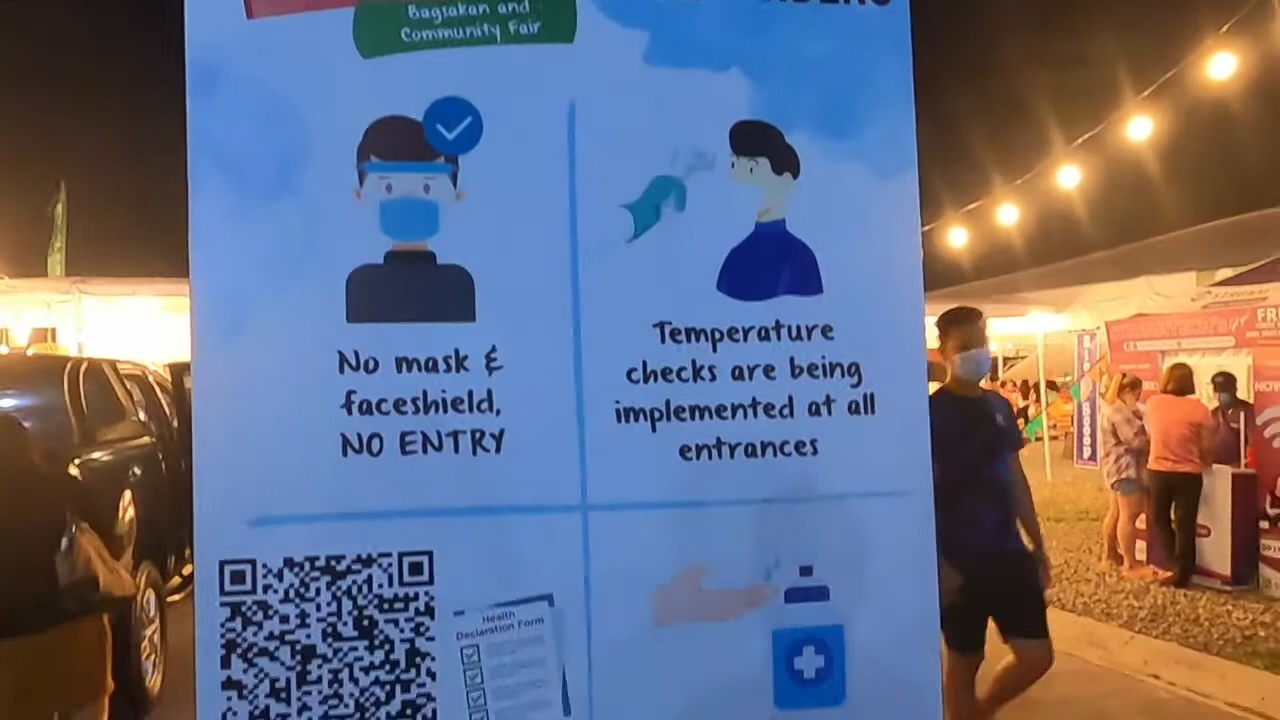 Bagsakan and
Community Fair
No mask &
faceshield,
NO ENTRY
Temperature
checks are being
implemented at all
entrances
Health
Declaration Form